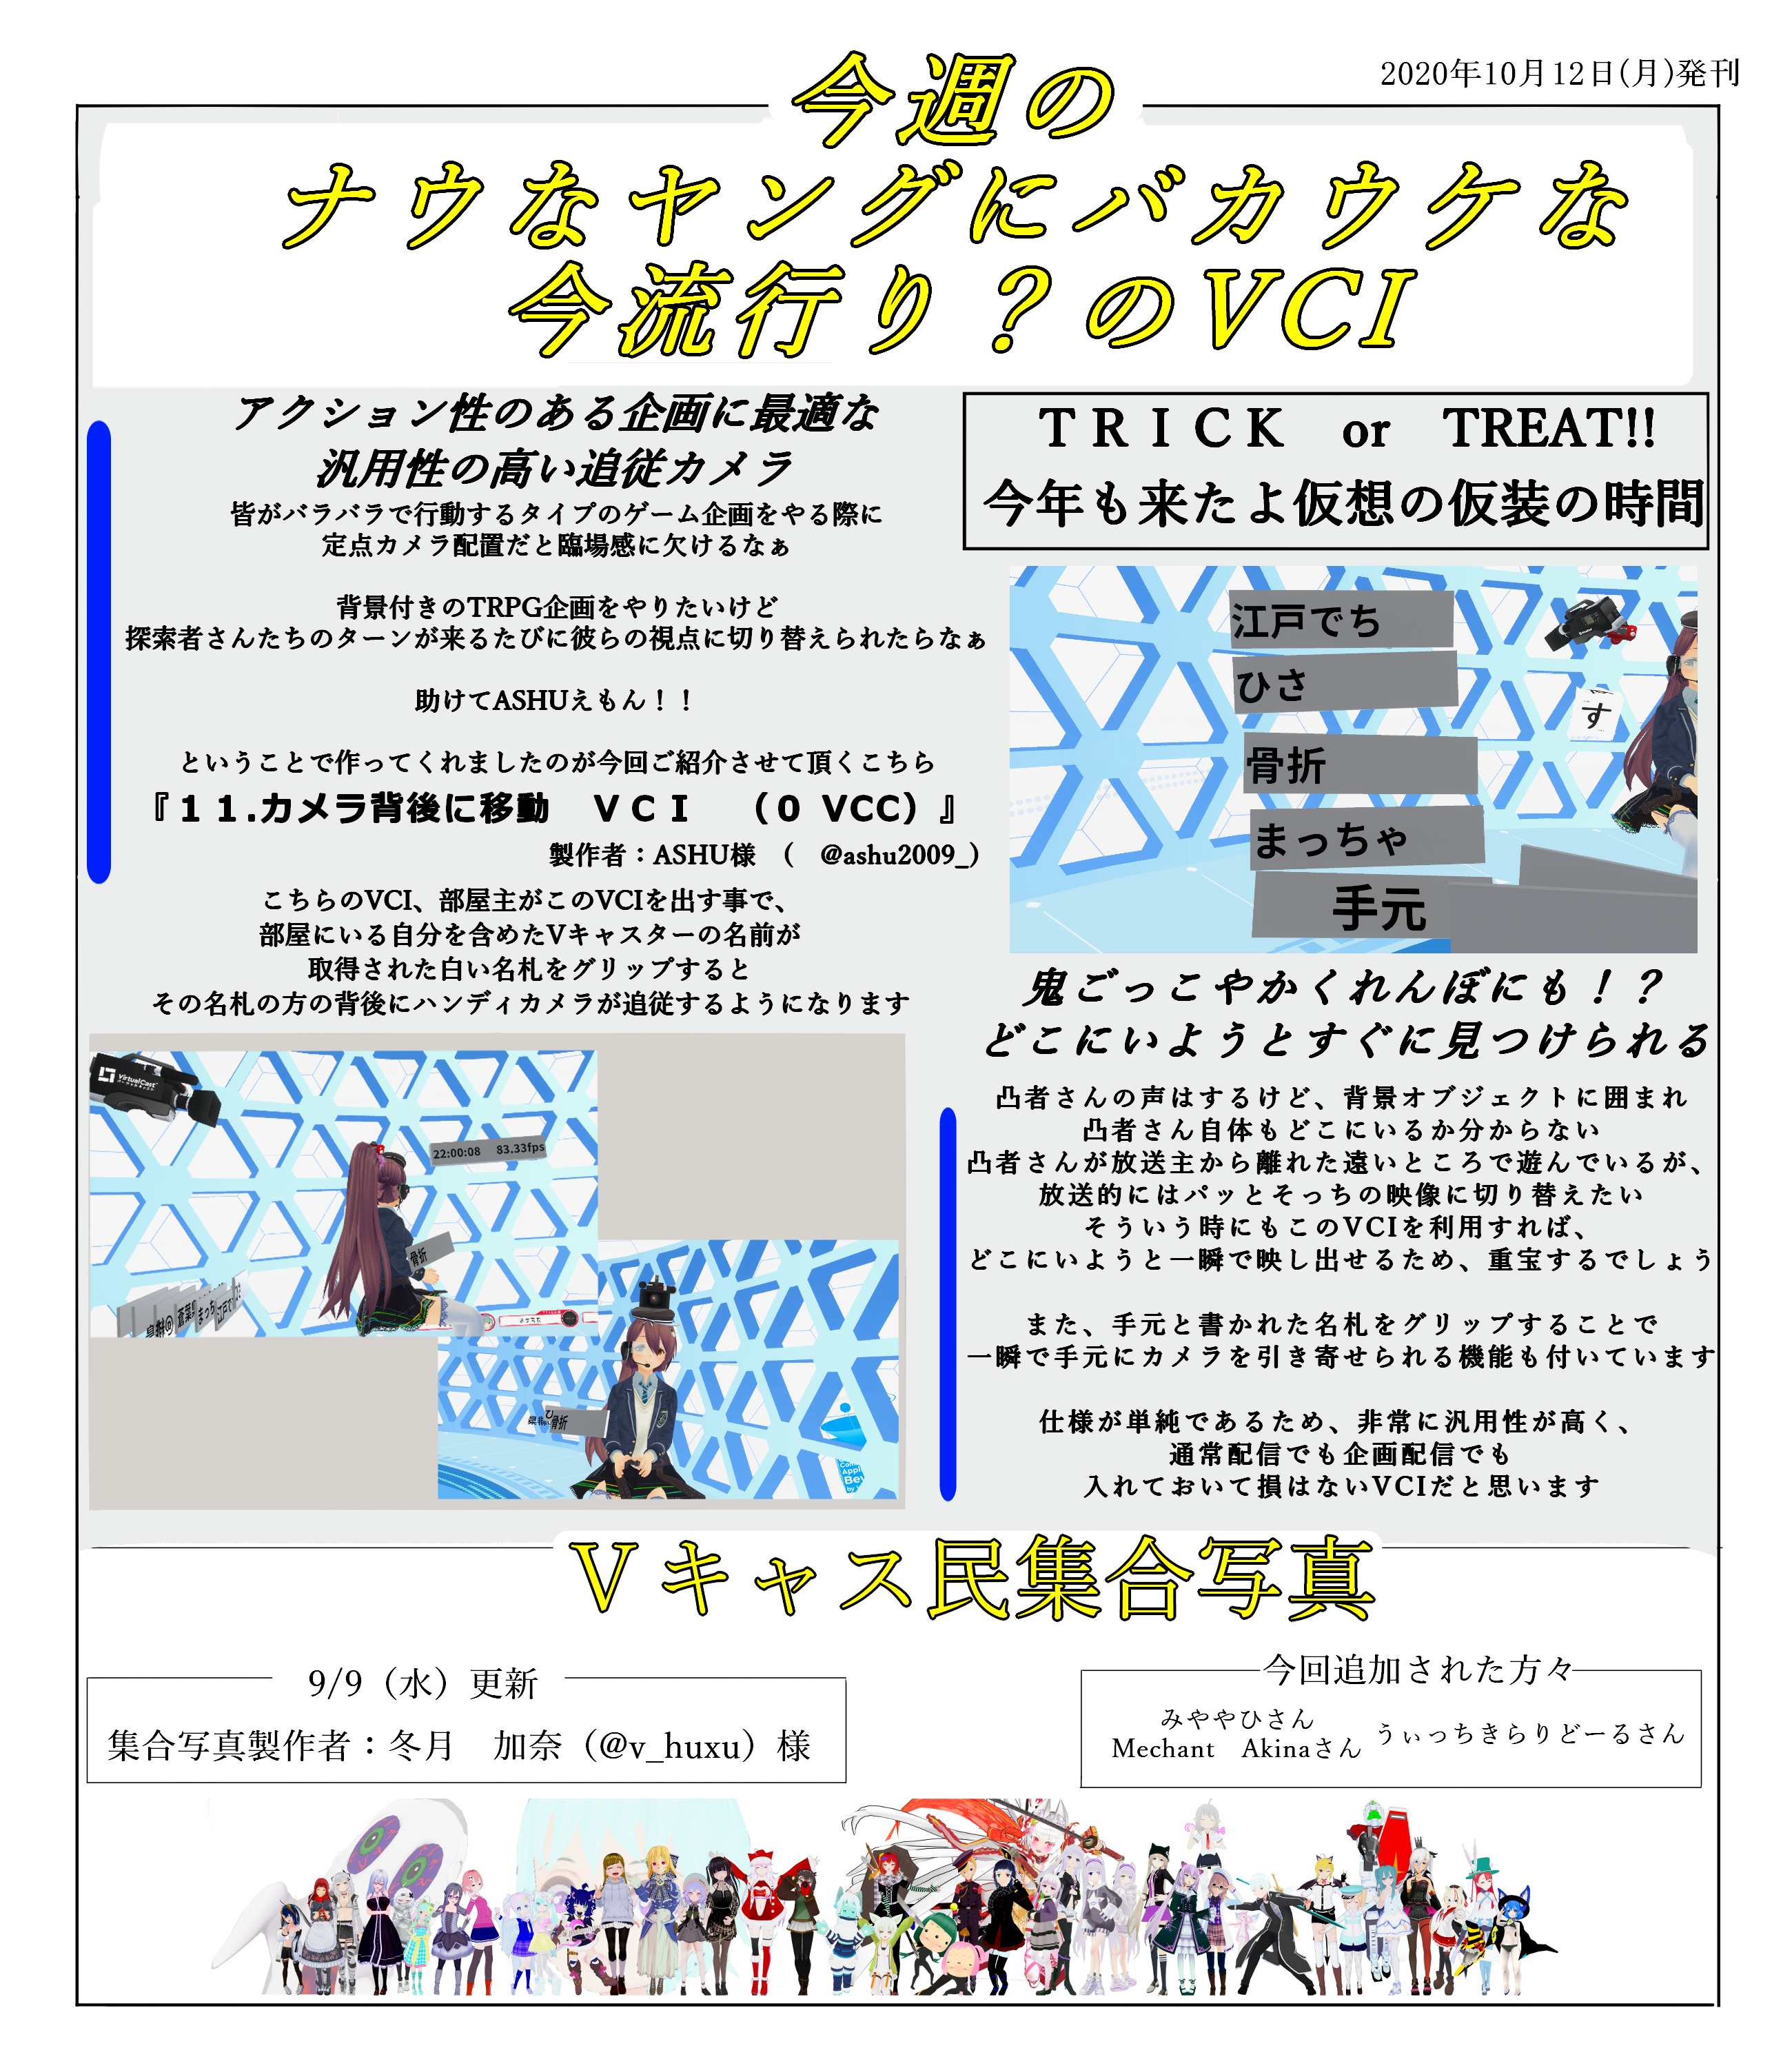 2020年10月12日(月)発刊
今週の
ナウなヤングにバカウケな
今流行り？のVCI
アクション性のある企画に最適な
汎用性の高い追従カメラ
皆がバラバラで行動するタイプのゲーム企画をやる際に
定点カメラ配置だと臨場感に欠けるなぁ
背景付きのTRPG企画をやりたいけど
探索者さんたちのターンが来るたびに彼らの視点に切り替えられたらなぁ
助けてASHUえもん！！
ということで作ってくれましたのが今回ご紹介させて頂くこちら
『１１.カメラ背後に移動　ＶＣＩ　（0 VCC）』
製作者：ASHU様　(　@ashu2009_)
こちらのVCI、部屋主がこのVCIを出す事で、
部屋にいる自分を含めたVキャスターの名前が
取得された白い名札をグリップすると
その名札の方の背後にハンディカメラが追従するようになります
VirtualCast
22:00:08 83.33fps
骨折
蒼葉
まっち
江戸で
ひ
骨折
ＴＲＩＣＫ　or　TREAT!!
今年も来たよ仮想の仮装の時間
江戸でち
ひさ
す
骨折
まっちゃ
手元
鬼ごっこやかくれんぼにも！？
どこにいようとすぐに見つけられる
凸者さんの声はするけど、背景オブジェクトに囲まれ
凸者さん自体もどこにいるか分からない
凸者さんが放送主から離れた遠いところで遊んでいるが、
放送的にはパッとそっちの映像に切り替えたい
そういう時にもこのVCIを利用すれば、
どこにいようと一瞬で映し出せるため、重宝するでしょう
また、手元と書かれた名札をグリップすることで
一瞬で手元にカメラを引き寄せられる機能も付いています
仕様が単純であるため、非常に汎用性が高く、
通常配信でも企画配信でも
入れておいて損はないVCIだと思います
Ｖキャス民集合写真
9/9（水）更新
集合写真製作者：冬月　加奈（@v_huxu）様
今回追加された方々
みややひさん
Mechant　Akinaさん
うぃっちきらりどーるさん